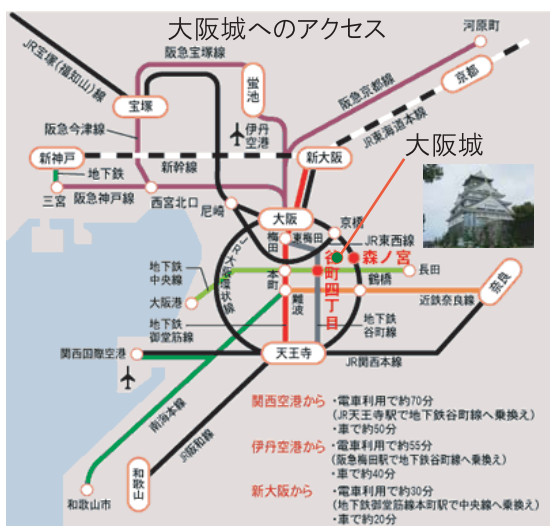 大阪城へのアクセス
河原町
JR宝塚(福知山)線
阪急宝塚線
蛍池
宝塚
阪急京都線
京都
阪急今津線
伊丹
空港
JR東海道本線
新神戸
新幹線
新大阪
大阪城
地下鉄
三宮
阪急神戸線
西宮北口
尼崎
大阪
京橋
梅田
東梅田
JR東西線
森ノ宮
JR大阪環状線
谷町四丁目
地下鉄
中央線
本町
鶴橋
長田
大阪港
難波
近鉄奈良線
奈良
地下鉄
御堂筋線
地下鉄
谷町線
関西国際空港
天王寺
JR関西本線
南海本線
JR阪和線
和歌山
和歌山市
関西空港から ・電車利用で約70分
(JR天王寺駅で地下鉄谷町線へ乗換え)
・車で約50分
伊丹空港から ・電車利用で約55分
(阪急梅田駅で地下鉄谷町線へ乗換え)
・車で約40分
新大阪から ・電車利用で約30分
(地下鉄御堂筋線本町駅で中央線へ乗換え)
・車で約20分